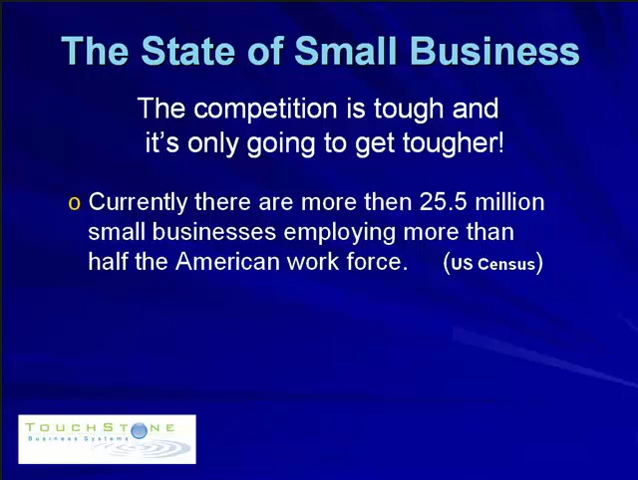 The State of Small Business
The competition is tough and
it's only going to get tougher!
o Currently there are more then 25.5 million
small businesses employing more than
half the American work force. (US Census)
TOUCHSTONE
Business Systems